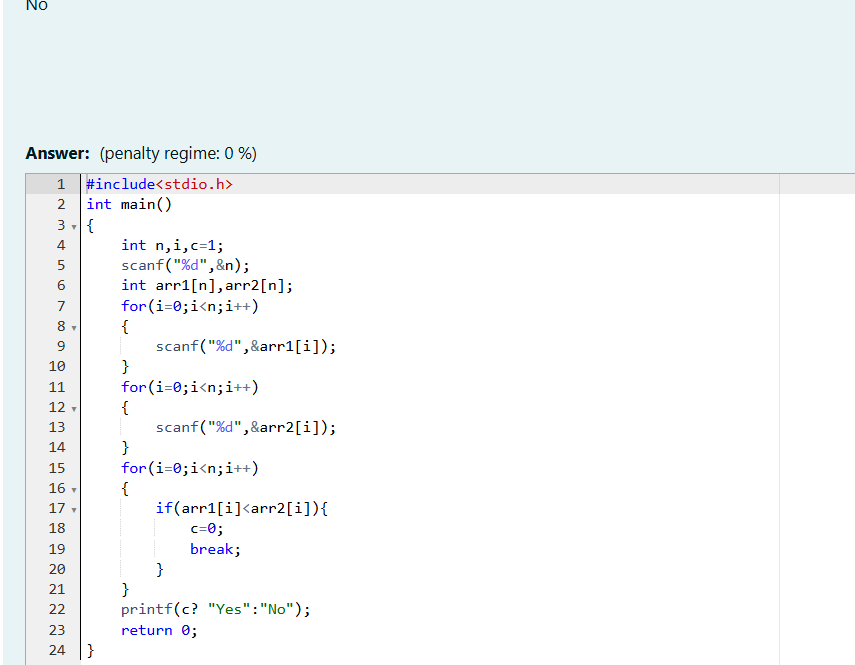 No
Answer: (penalty regime: 0 %)
1 #include<stdio.h>
2 int main()
3 {
4     int n,i,c=1;
5     scanf("%d",&n);
6     int arr1[n],arr2[n];
7     for(i=0;i<n;i++)
8     {
9         scanf("%d",&arr1[i]);
10     }
11     for(i=0;i<n;i++)
12     {
13         scanf("%d",&arr2[i]);
14     }
15     for(i=0;i<n;i++)
16     {
17         if(arr1[i]<arr2[i]){
18             c=0;
19             break;
20         }
21     }
22     printf(c? "Yes":"No");
23     return 0;
24 }